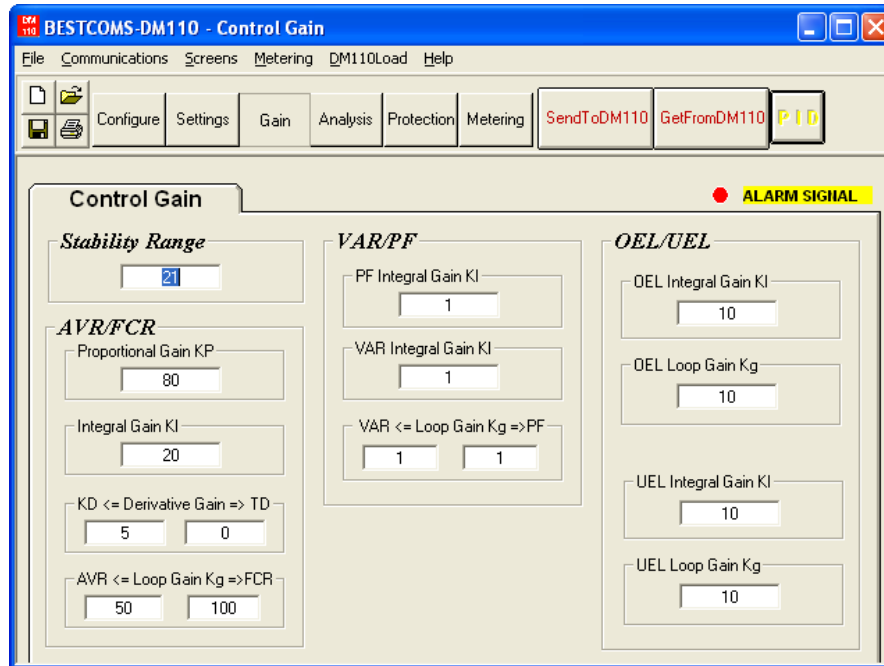 DM 110 BESTCOMS-DM110 - Control Gain
File Communications Screens Metering DM110Load Help
Configure Settings Gain Analysis Protection Metering SendToDM110 GetFromDM110 P I D
Control Gain
ALARM SIGNAL
Stability Range
21
AVR/FCR
Proportional Gain KP
80
Integral Gain KI
20
KD <= Derivative Gain => TD
5 0
AVR <= Loop Gain Kg =>FCR
50 100
VAR/PF
PF Integral Gain KI
1
VAR Integral Gain KI
1
VAR <= Loop Gain Kg =>PF
1 1
OEL/UEL
OEL Integral Gain KI
10
OEL Loop Gain Kg
10
UEL Integral Gain KI
10
UEL Loop Gain Kg
10